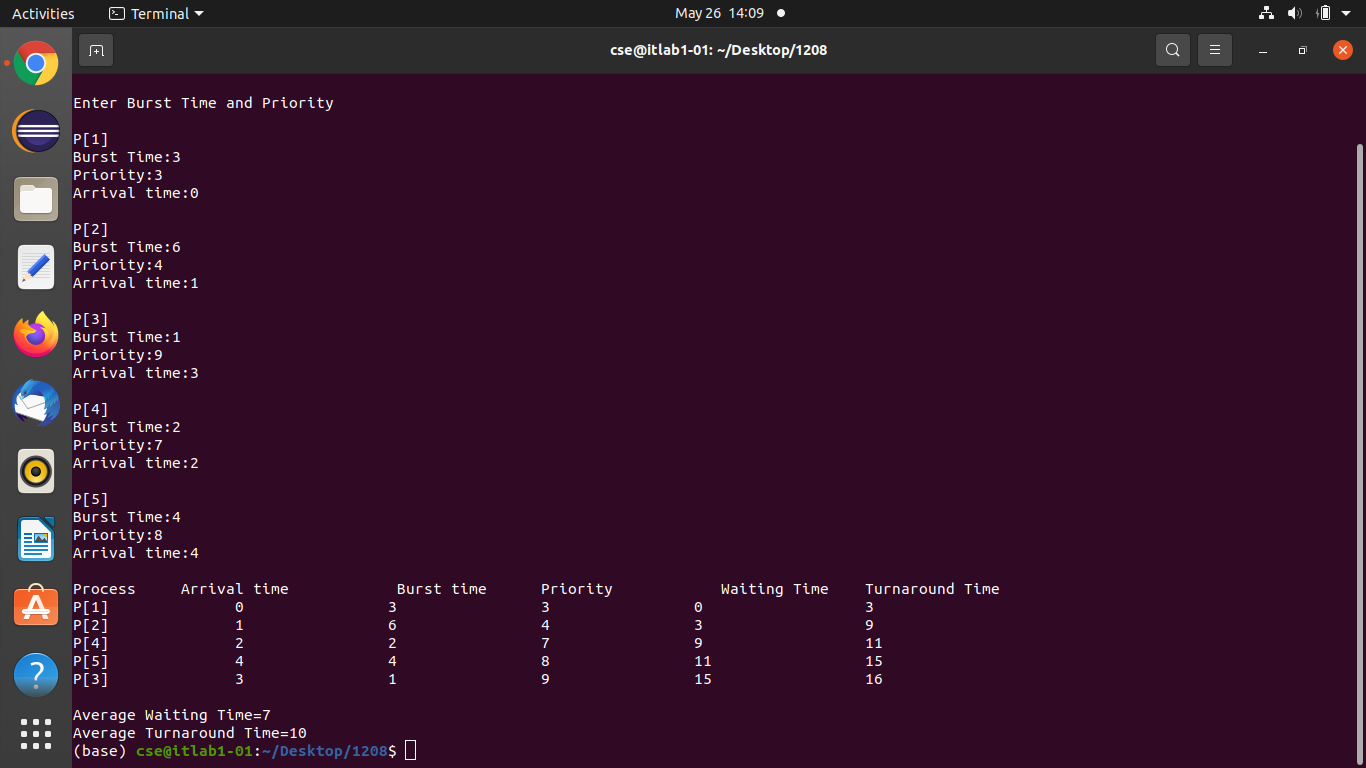 Activities Terminal May 26 14:09
cse@itlab1-01: ~/Desktop/1208
Enter Burst Time and Priority
P[1]
Burst Time:3
Priority:3
Arrival time:0
P[2]
Burst Time:6
Priority:4
Arrival time:1
P[3]
Burst Time:1
Priority:9
Arrival time:3
P[4]
Burst Time:2
Priority:7
Arrival time:2
P[5]
Burst Time:4
Priority:8
Arrival time:4
Process Arrival time Burst time Priority Waiting Time Turnaround Time
P[1] 0 3 3 0 3
P[2] 1 6 4 3 9
P[4] 2 2 7 9 11
P[5] 4 4 8 11 15
P[3] 3 1 9 15 16
Average Waiting Time=7
Average Turnaround Time=10
(base) cse@itlab1-01:~/Desktop/1208$